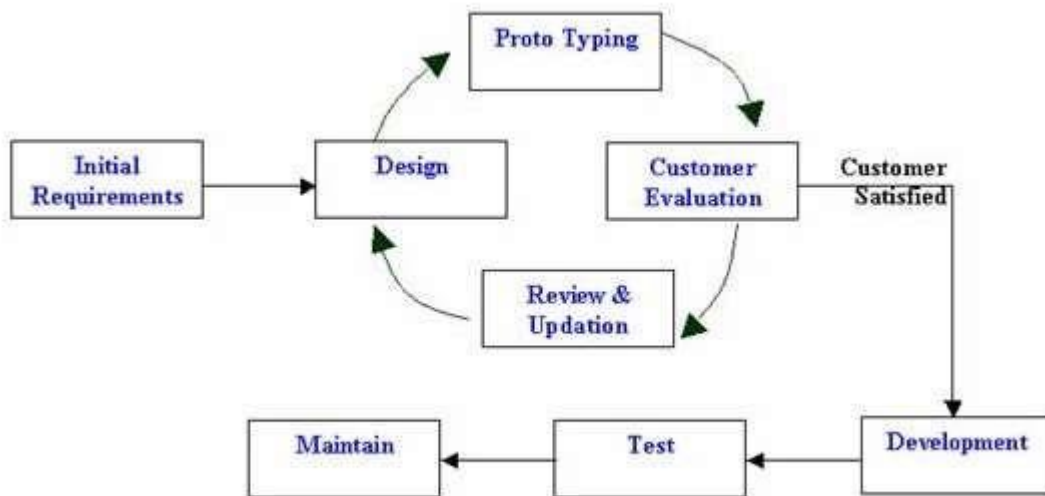 Proto Typing
Initial
Requirements
Design
Customer
Evaluation
Customer
Satisfied
Review &
Updation
Maintain
Test
Development